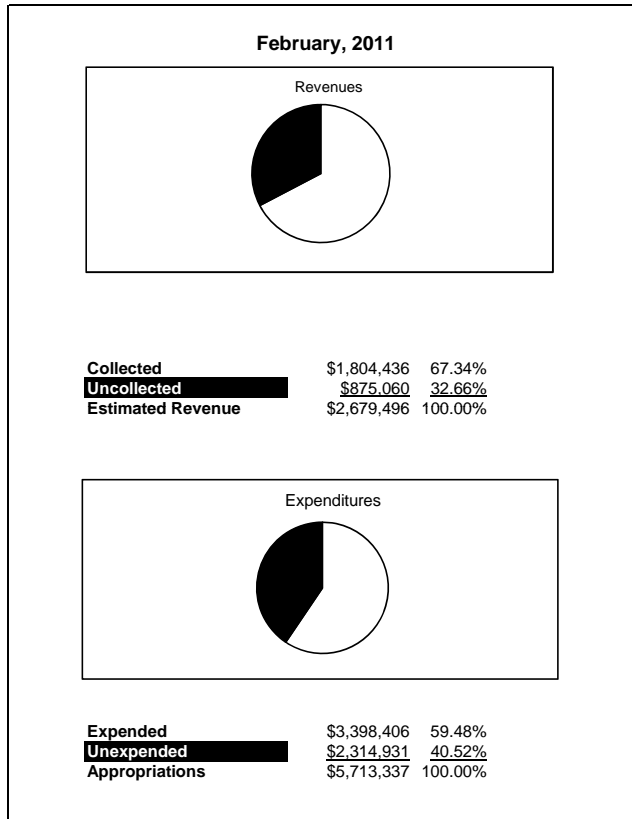 February, 2011
Revenues
Collected $1,804,436 67.34%
Uncollected $875,060 32.66%
Estimated Revenue $2,679,496 100.00%
Expenditures
Expended $3,398,406 59.48%
Unexpended $2,314,931 40.52%
Appropriations $5,713,337 100.00%